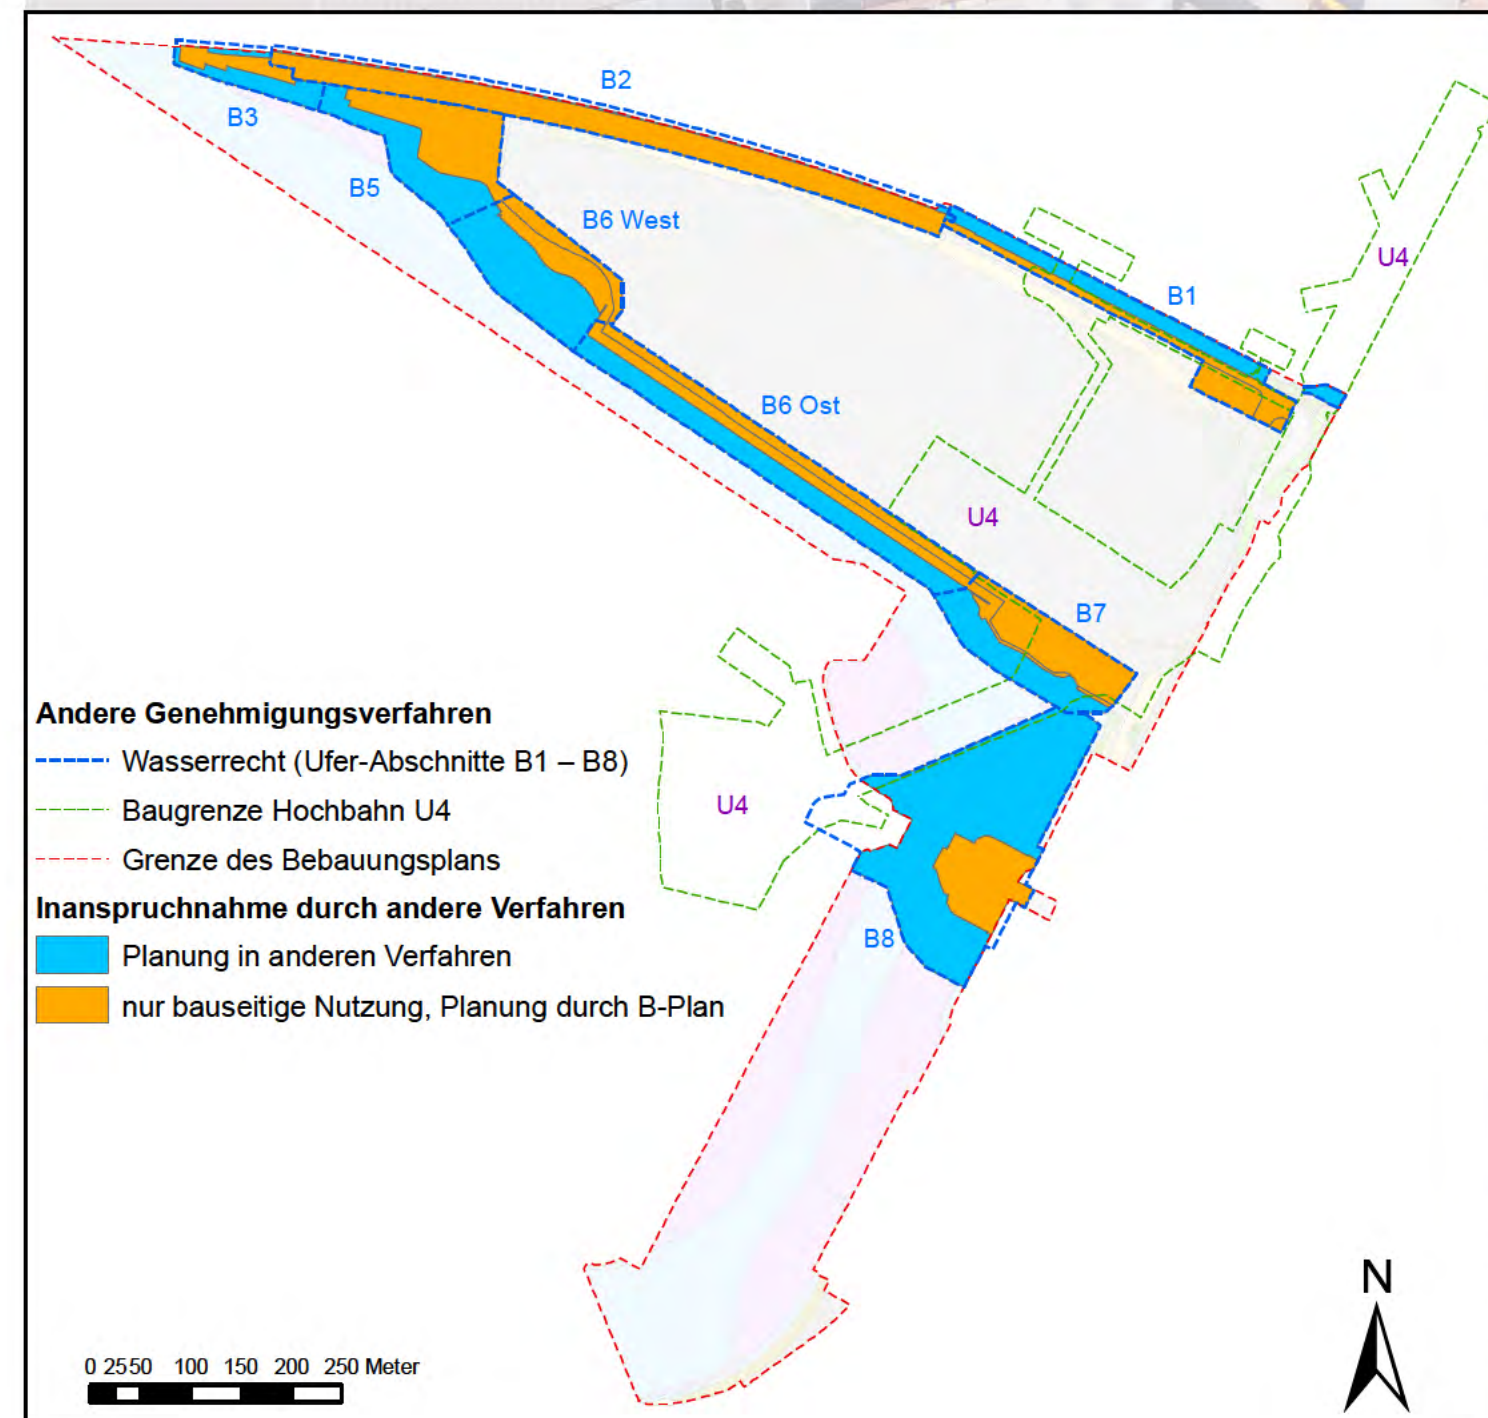 B2
B3
B5
B6 West
B1
U4
B6 Ost
U4
B7
U4
B8
Andere Genehmigungsverfahren
Wasserrecht (Ufer-Abschnitte B1 – B8)
Baugrenze Hochbahn U4
Grenze des Bebauungsplans
Inanspruchnahme durch andere Verfahren
Planung in anderen Verfahren
nur bauseitige Nutzung, Planung durch B-Plan
N
0 25 50 100 150 200 250 Meter